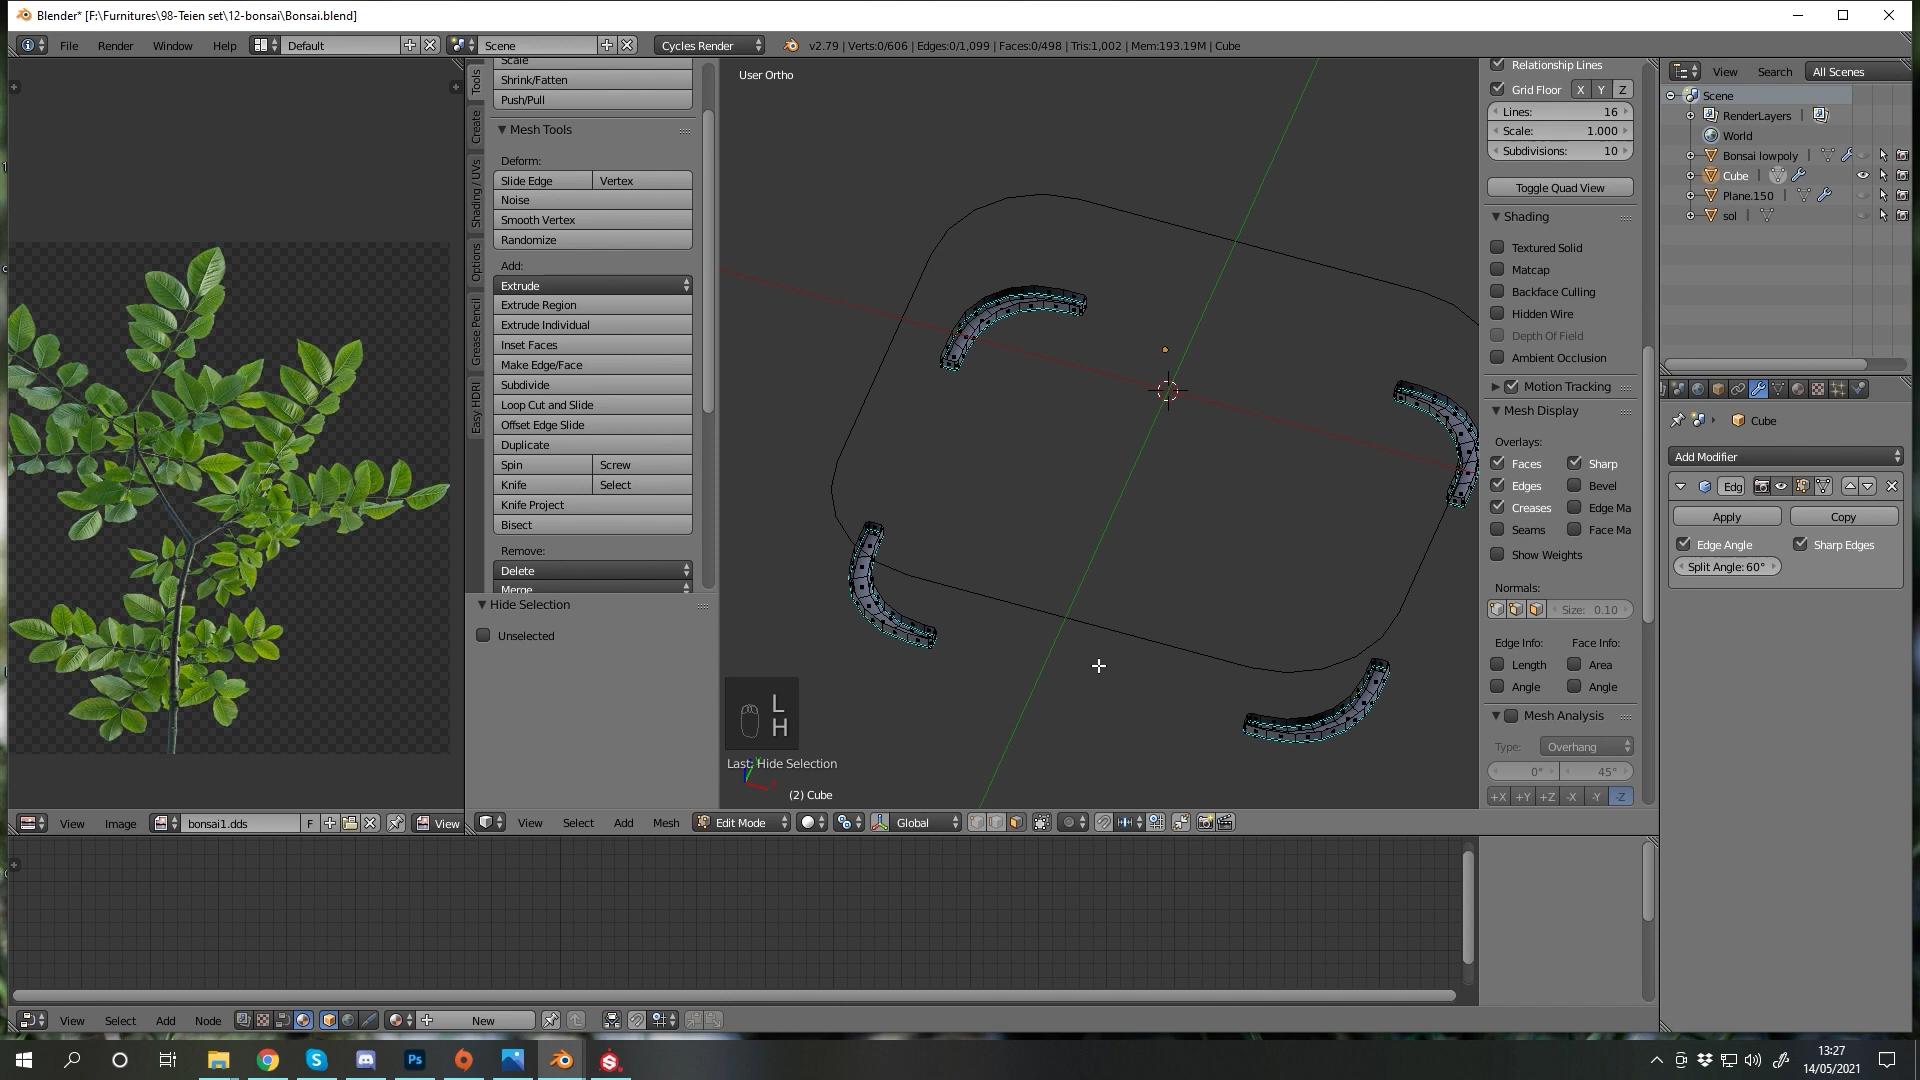 Blender* [F:\Furnitures\98-Teien set\12-bonsai\Bonsai.blend]
File Render Window Help Default Scene Cycles Render v2.79 | Verts:0/606 | Edges:0/1,099 | Faces:0/498 | Tris:1,002 | Mem:193.19M | Cube
Scale
Shrink/Fatten
Push/Pull
Mesh Tools
Deform:
Slide Edge Vertex
Noise
Smooth Vertex
Randomize
Add:
Extrude
Extrude Region
Extrude Individual
Inset Faces
Make Edge/Face
Subdivide
Loop Cut and Slide
Offset Edge Slide
Duplicate
Spin Screw
Knife Select
Knife Project
Bisect
Remove:
Delete
Merge
Tools
Create
Shading / UVs
Options
Grease Pencil
Easy HDRI
Hide Selection
Unselected
User Ortho
L
H
Last: Hide Selection
(2) Cube
Relationship Lines
Grid Floor X Y Z
Lines: 16
Scale: 1.000
Subdivisions: 10
Toggle Quad View
Shading
Textured Solid
Matcap
Backface Culling
Hidden Wire
Depth Of Field
Ambient Occlusion
Motion Tracking
Mesh Display
Overlays:
Faces Sharp
Edges Bevel
Creases Edge Ma
Seams Face Ma
Show Weights
Normals:
Size: 0.10
Edge Info: Face Info:
Length Area
Angle Angle
Mesh Analysis
Type: Overhang
0° 45°
+X +Y +Z -X -Y -Z
View Search All Scenes
Scene
RenderLayers |
World
Bonsai lowpoly |
Cube |
Plane.150 |
sol |
Cube
Add Modifier
Edg
Apply Copy
Edge Angle Sharp Edges
Split Angle: 60°
View Image bonsai1.dds F View
View Select Add Mesh Edit Mode Global
View Select Add Node New
Ps
13:27
14/05/2021